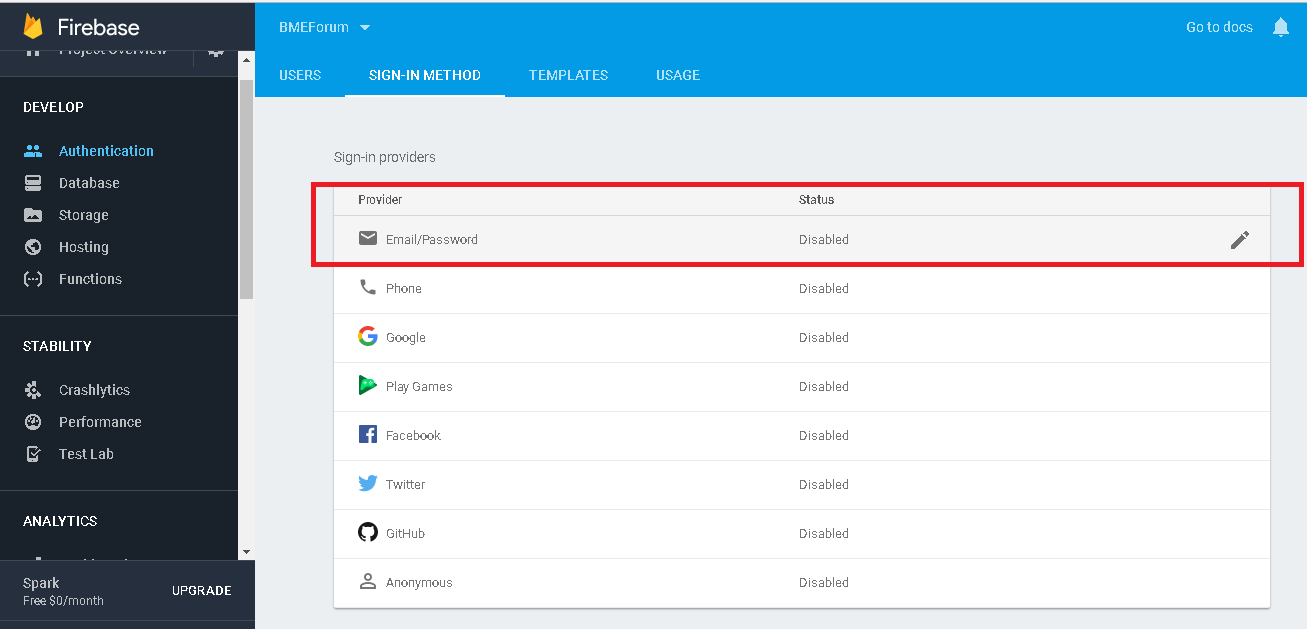 Firebase
Project Overview
DEVELOP
Authentication
Database
Storage
Hosting
Functions
STABILITY
Crashlytics
Performance
Test Lab
ANALYTICS
Spark
Free $0/month
UPGRADE
BMEForum
Go to docs
USERS SIGN-IN METHOD TEMPLATES USAGE
Sign-in providers
Provider Status
Email/Password Disabled
Phone Disabled
Google Disabled
Play Games Disabled
Facebook Disabled
Twitter Disabled
GitHub Disabled
Anonymous Disabled